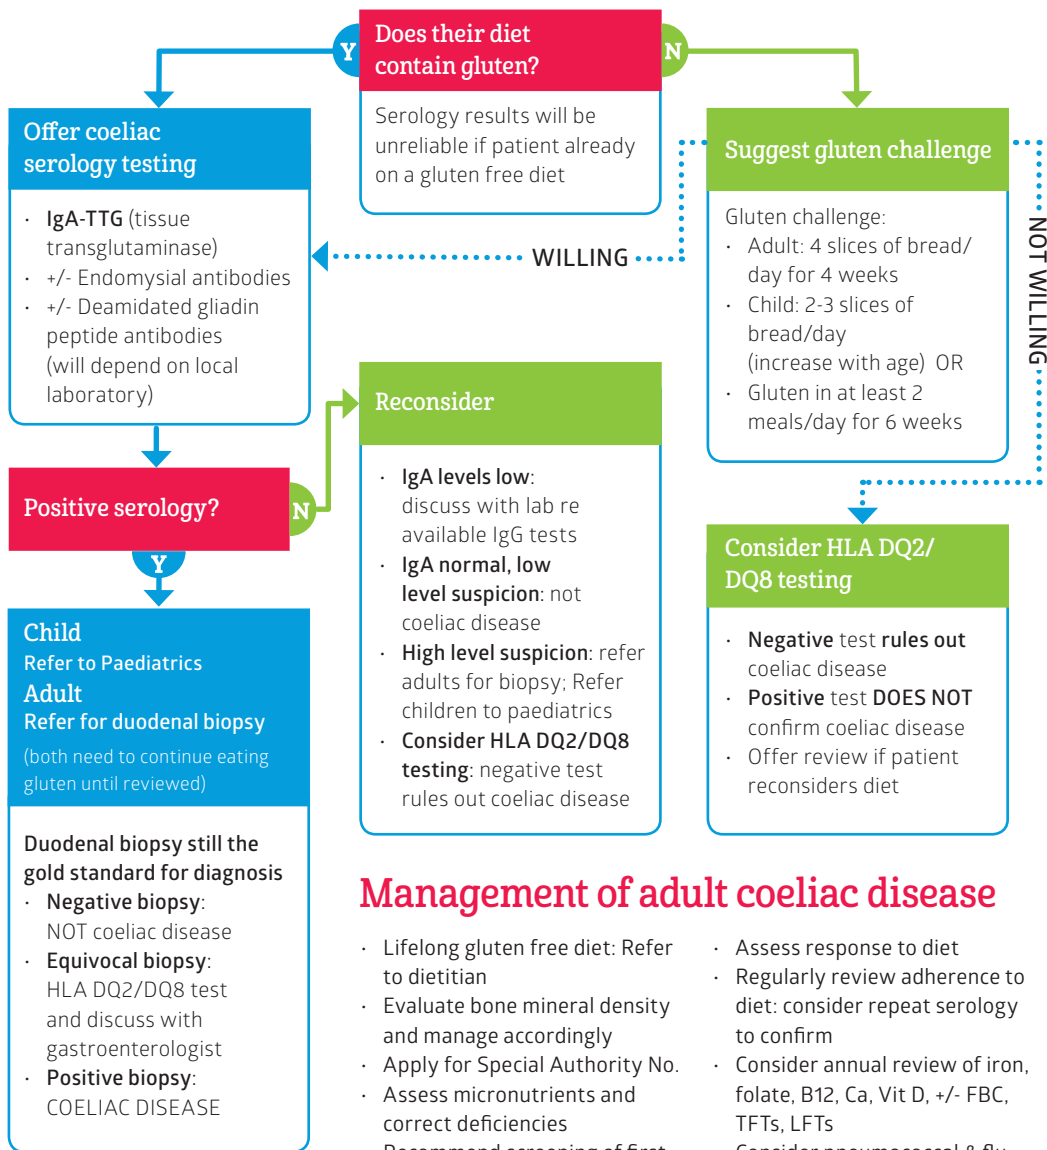 Does their diet
contain gluten?
Y
N
Serology results will be
unreliable if patient already
on a gluten free diet
Offer coeliac
serology testing
· IgA-TTG (tissue
transglutaminase)
· +/- Endomysial antibodies
· +/- Deamidated gliadin
peptide antibodies
(will depend on local
laboratory)
Suggest gluten challenge
Gluten challenge:
· Adult: 4 slices of bread/
day for 4 weeks
· Child: 2-3 slices of
bread/day
(increase with age) OR
· Gluten in at least 2
meals/day for 6 weeks
WILLING
NOT WILLING
Positive serology?
N
Y
Reconsider
· IgA levels low:
discuss with lab re
available IgG tests
· IgA normal, low
level suspicion: not
coeliac disease
· High level suspicion: refer
adults for biopsy; Refer
children to paediatrics
· Consider HLA DQ2/DQ8
testing: negative test
rules out coeliac disease
Consider HLA DQ2/
DQ8 testing
· Negative test rules out
coeliac disease
· Positive test DOES NOT
confirm coeliac disease
· Offer review if patient
reconsiders diet
Child
Refer to Paediatrics
Adult
Refer for duodenal biopsy
(both need to continue eating
gluten until reviewed)
Duodenal biopsy still the
gold standard for diagnosis
· Negative biopsy:
NOT coeliac disease
· Equivocal biopsy:
HLA DQ2/DQ8 test
and discuss with
gastroenterologist
· Positive biopsy:
COELIAC DISEASE
Management of adult coeliac disease
· Lifelong gluten free diet: Refer
to dietitian
· Evaluate bone mineral density
and manage accordingly
· Apply for Special Authority No.
· Assess micronutrients and
correct deficiencies
· Recommend screening of first
· Assess response to diet
· Regularly review adherence to
diet: consider repeat serology
to confirm
· Consider annual review of iron,
folate, B12, Ca, Vit D, +/- FBC,
TFTs, LFTs
· Consider pneumococcal & flu